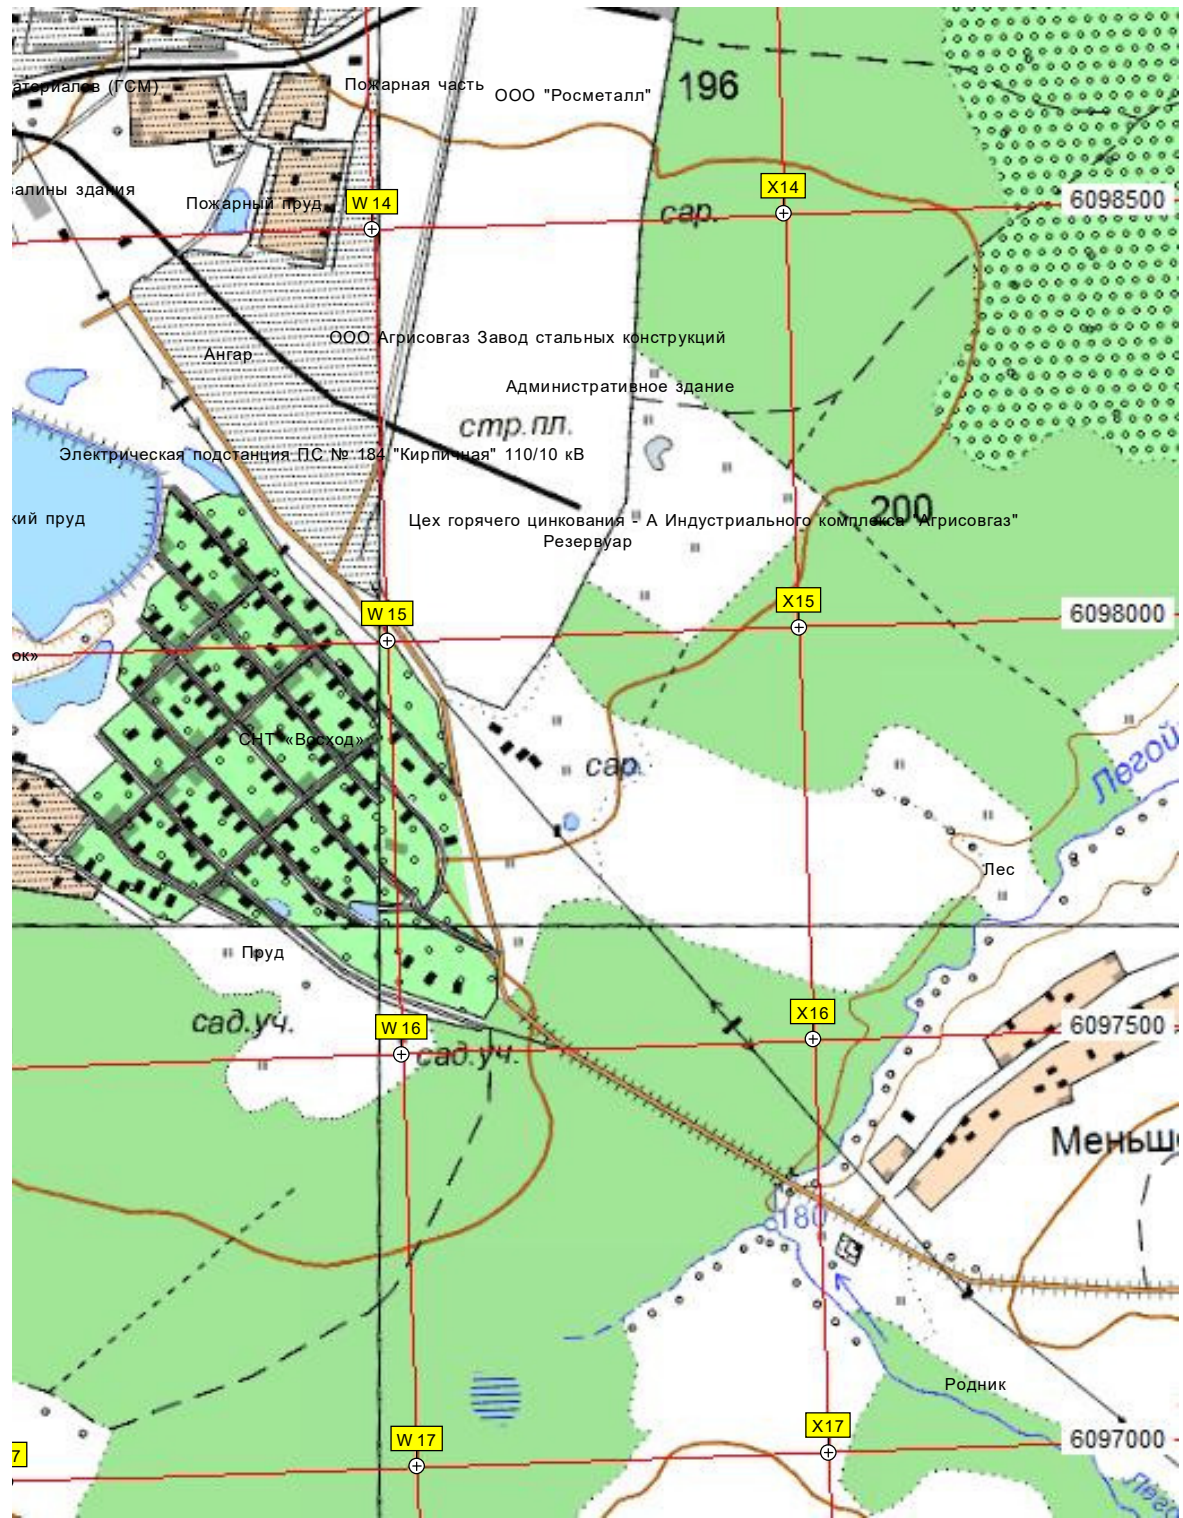 атериалов (ГСМ)
Пожарная часть
ООО "Росметалл"
196
валины здания
Пожарный пруд
W 14
X14
6098500
сар.
ООО Агрисовгаз Завод стальных конструкций
Ангар
Административное здание
стр.пл.
Электрическая подстанция ПС № 184 "Кирпичная" 110/10 кВ
200
кий пруд
Цех горячего цинкования - А Индустриального комплекса "Агрисовгаз"
Резервуар
W 15
X15
6098000
ок»
СНТ «Восход»
сар.
Легой
Лес
Пруд
сад.уч.
W 16
X16
6097500
сад.уч.
Меньш
180
Родник
7
W 17
X17
6097000